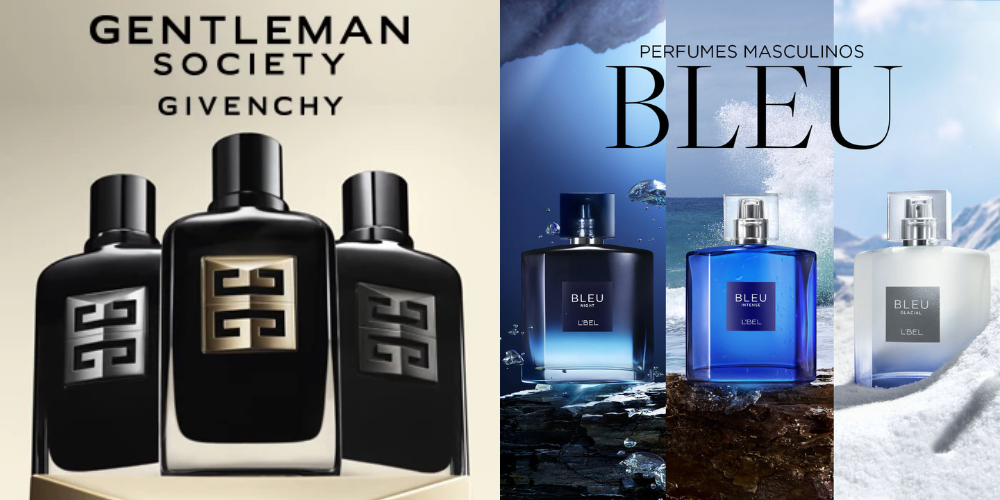 GENTLEMAN
SOCIETY
GIVENCHY
PERFUMES MASCULINOS
BLEU
BLEU
NIGHT
L'BEL
BLEU
INTENSE
L'BEL
BLEU
GLACIAL
L'BEL